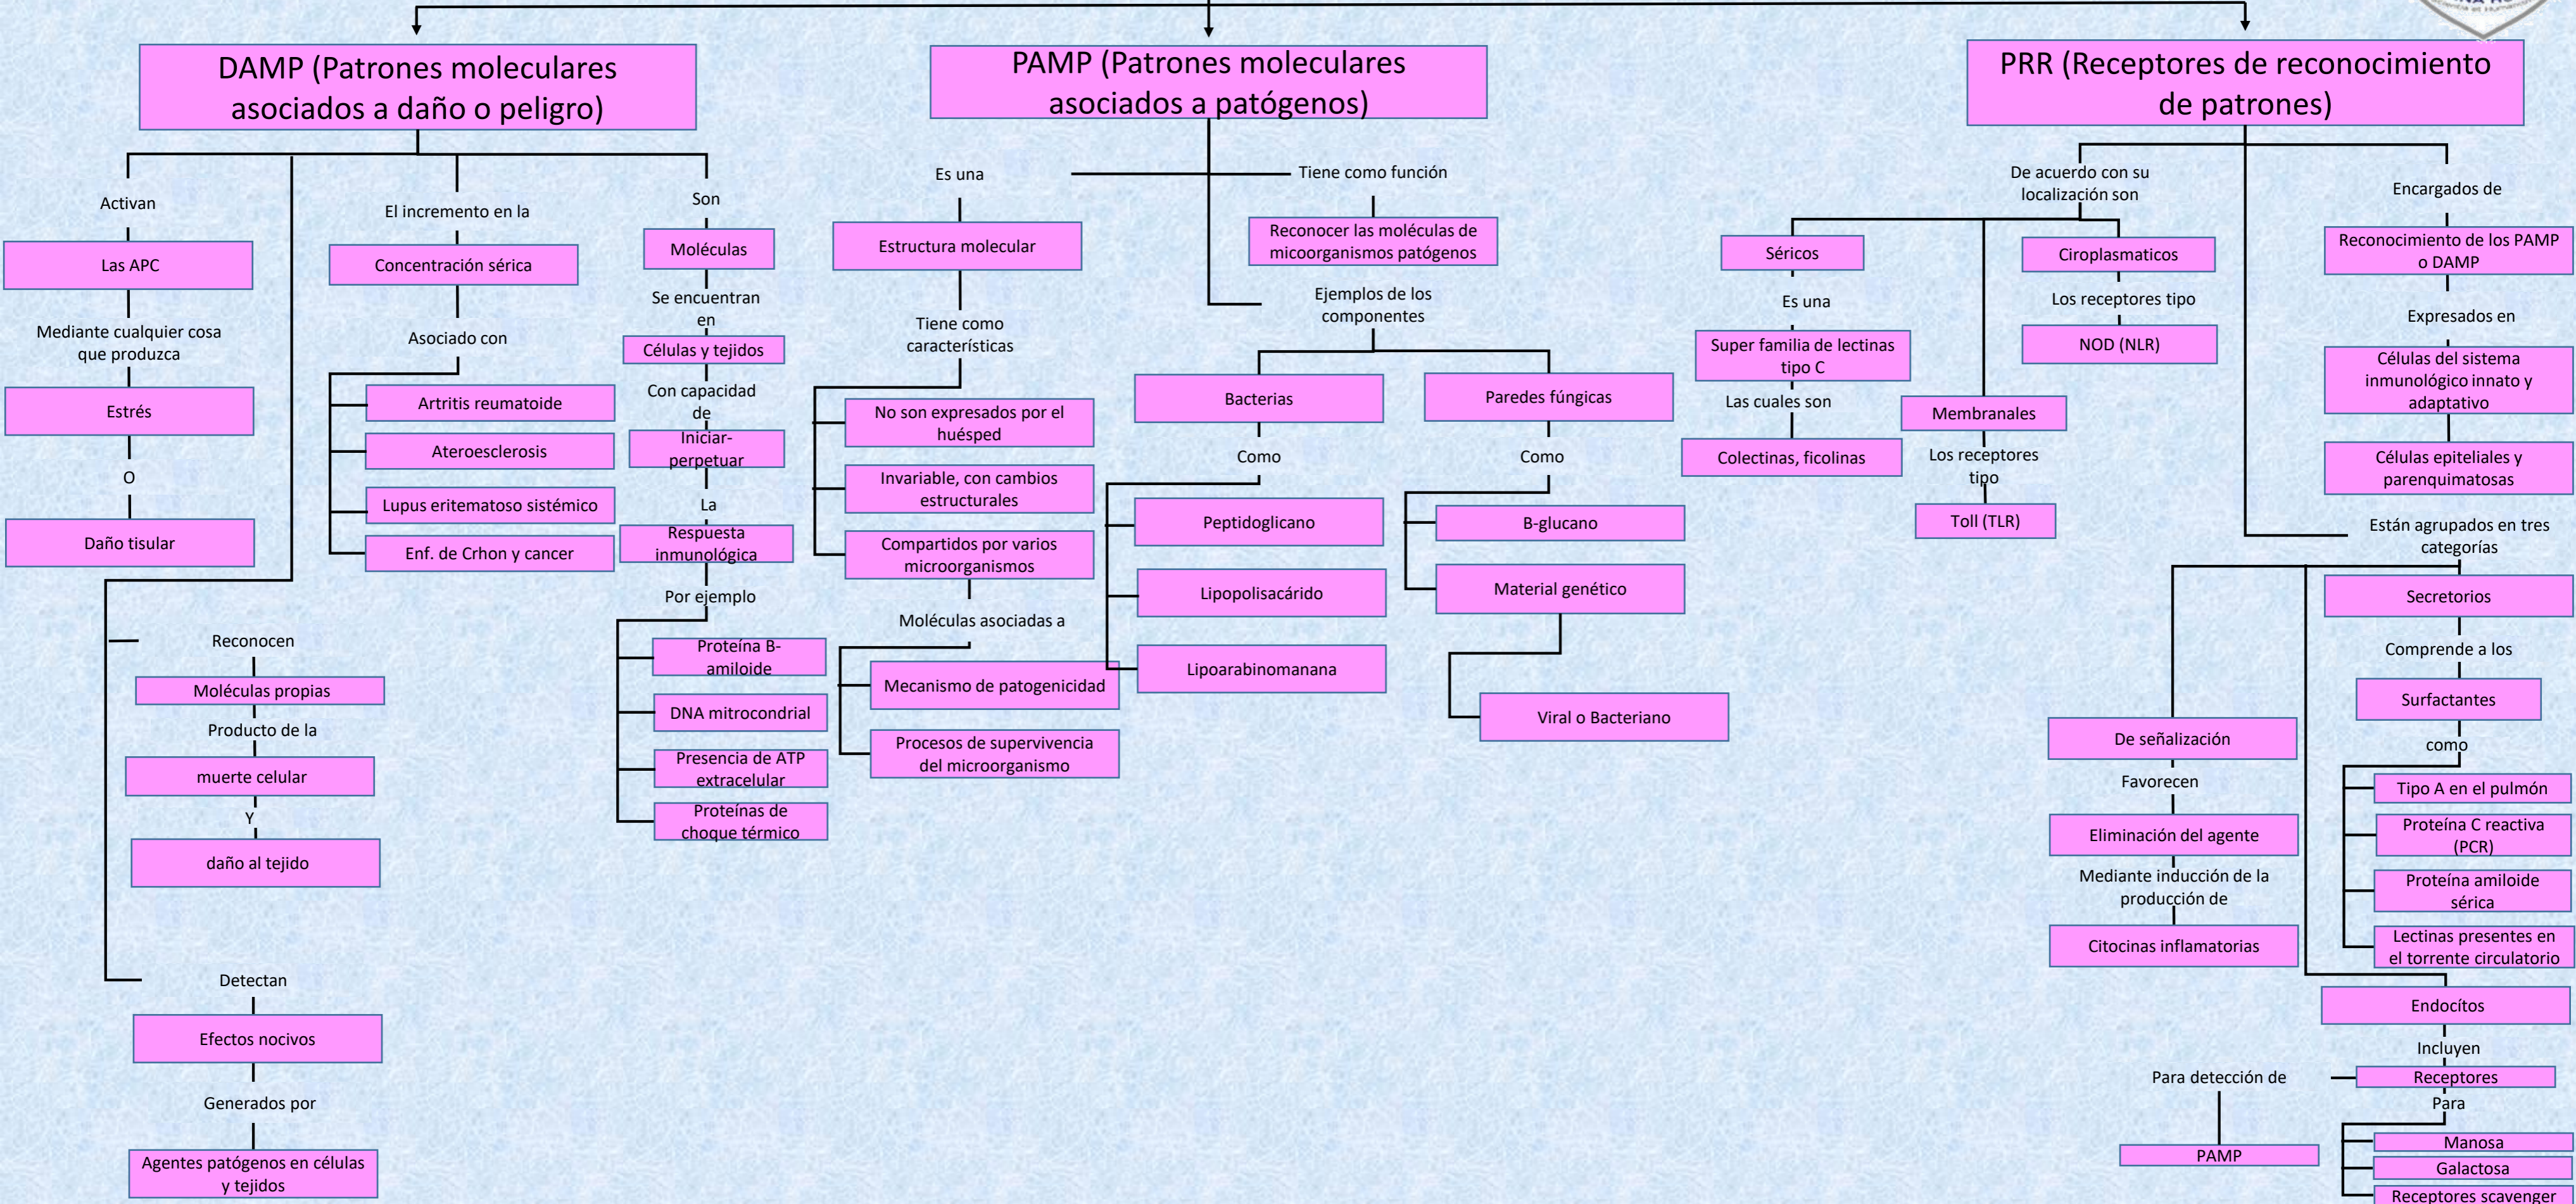 DAMP (Patrones moleculares
asociados a daño o peligro)
Activan
Las APC
Mediante cualquier cosa
que produzca
Estrés
O
Daño tisular
El incremento en la
Concentración sérica
Asociado con
Artritis reumatoide
Ateroesclerosis
Lupus eritematoso sistémico
Enf. de Crhon y cancer
Son
Moléculas
Se encuentran
en
Células y tejidos
Con capacidad
de
Iniciar-
perpetuar
La
Respuesta
inmunológica
Por ejemplo
Proteína B-
amiloide
DNA mitrocondrial
Presencia de ATP
extracelular
Proteínas de
choque térmico
Reconocen
Moléculas propias
Producto de la
muerte celular
Y
daño al tejido
Detectan
Efectos nocivos
Generados por
Agentes patógenos en células
y tejidos
PAMP (Patrones moleculares
asociados a patógenos)
Es una
Estructura molecular
Tiene como
características
No son expresados por el
huésped
Invariable, con cambios
estructurales
Compartidos por varios
microorganismos
Moléculas asociadas a
Mecanismo de patogenicidad
Procesos de supervivencia
del microorganismo
Tiene como función
Reconocer las moléculas de
micoorganismos patógenos
Ejemplos de los
componentes
Bacterias
Como
Peptidoglicano
Lipopolisacárido
Lipoarabinomanana
Paredes fúngicas
Como
B-glucano
Material genético
Viral o Bacteriano
PRR (Receptores de reconocimiento
de patrones)
De acuerdo con su
localización son
Séricos
Es una
Super familia de lectinas
tipo C
Las cuales son
Colectinas, ficolinas
Membranales
Los receptores
tipo
Toll (TLR)
Ciroplasmaticos
Los receptores tipo
NOD (NLR)
Encargados de
Reconocimiento de los PAMP
o DAMP
Expresados en
Células del sistema
inmunológico innato y
adaptativo
Células epiteliales y
parenquimatosas
Están agrupados en tres
categorías
Secretorios
Comprende a los
Surfactantes
como
Tipo A en el pulmón
Proteína C reactiva
(PCR)
Proteína amiloide
sérica
Lectinas presentes en
el torrente circulatorio
De señalización
Favorecen
Eliminación del agente
Mediante inducción de la
producción de
Citocinas inflamatorias
Endocítos
Incluyen
Receptores
Para detección de
PAMP
Para
Manosa
Galactosa
Receptores scavenger